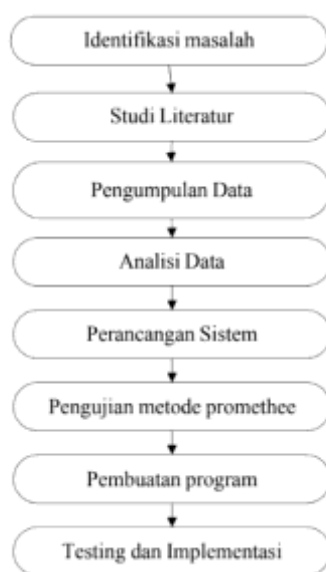 Identifikasi masalah
Studi Literatur
Pengumpulan Data
Analisi Data
Perancangan Sistem
Pengujian metode promethee
Pembuatan program
Testing dan Implementasi